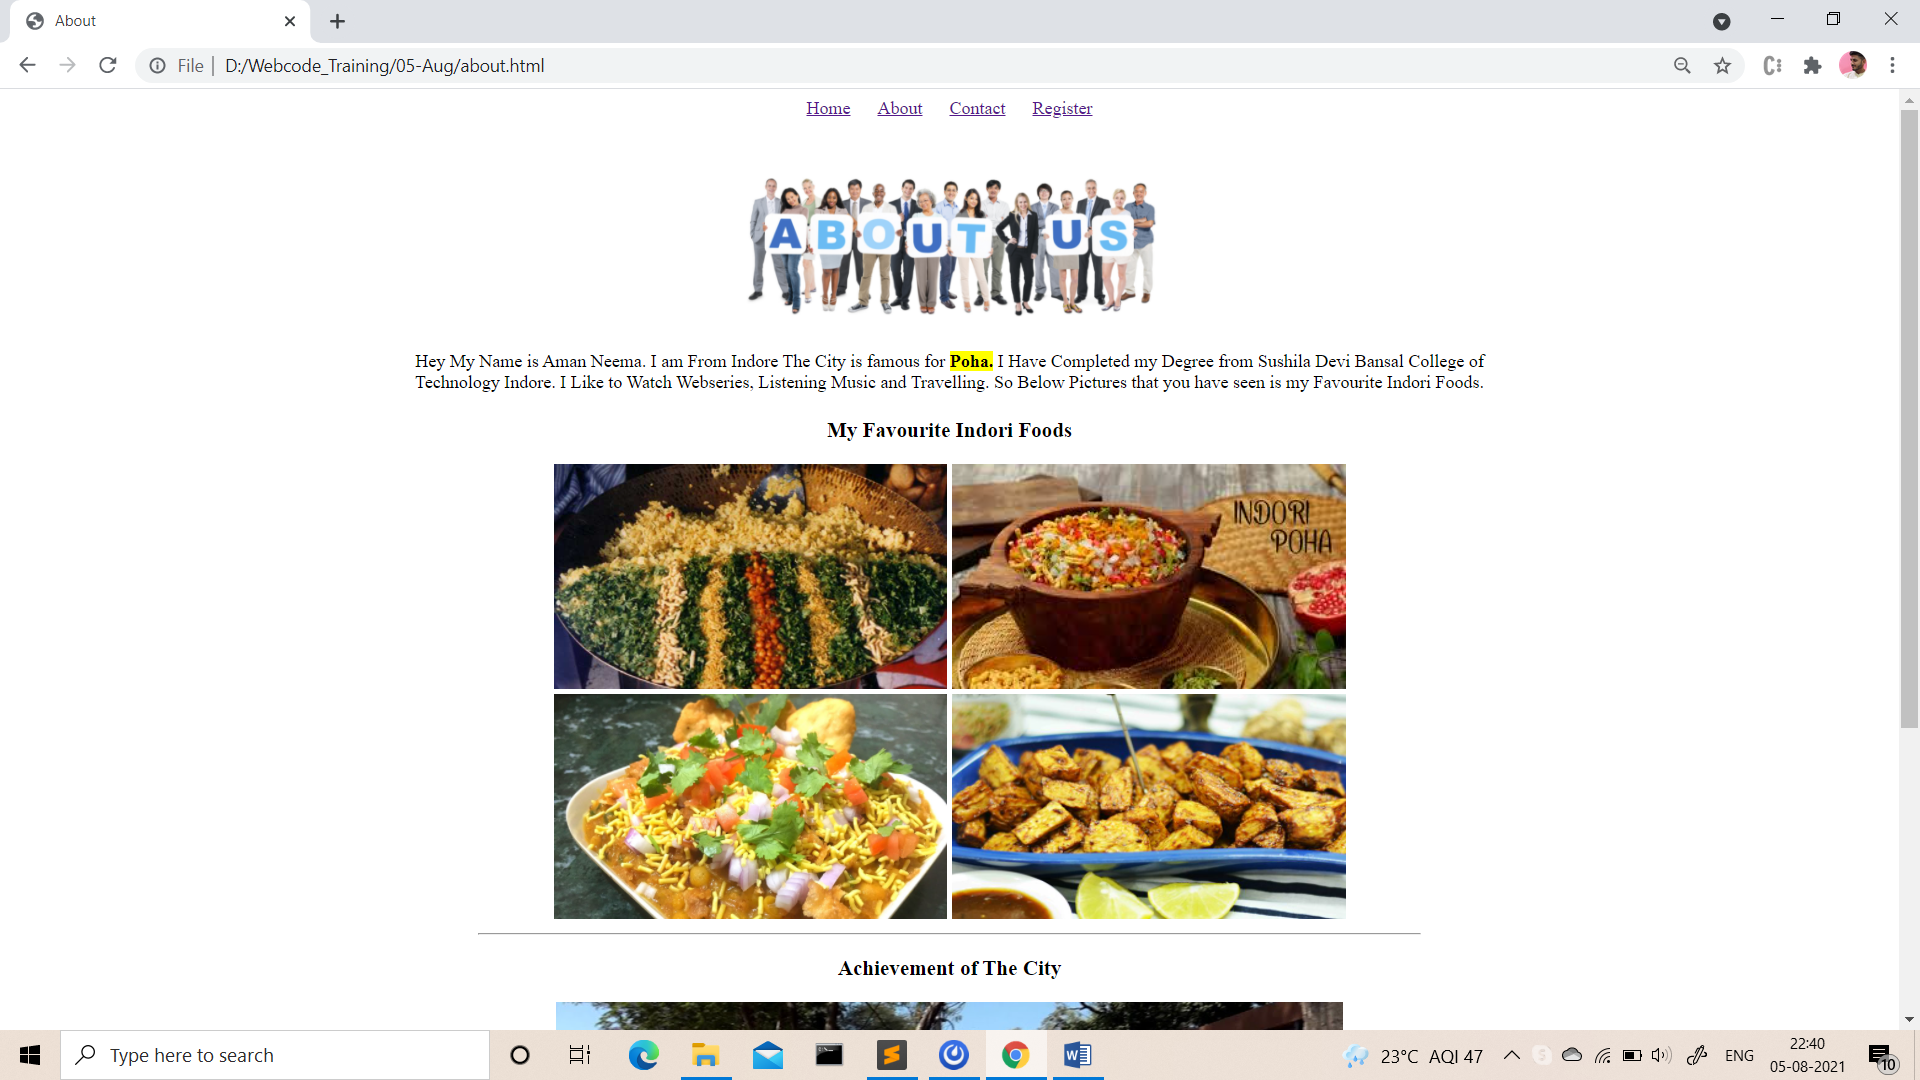 About
File
D:/Webcode_Training/05-Aug/about.html
Home About Contact Register
ABOUT US
Hey My Name is Aman Neema. I am From Indore The City is famous for Poha. I Have Completed my Degree from Sushila Devi Bansal College of
Technology Indore. I Like to Watch Webseries, Listening Music and Travelling. So Below Pictures that you have seen is my Favourite Indori Foods.
My Favourite Indori Foods
INDORI
POHA
Achievement of The City
Type here to search
23°C AQI 47
ENG
22:40
05-08-2021
10